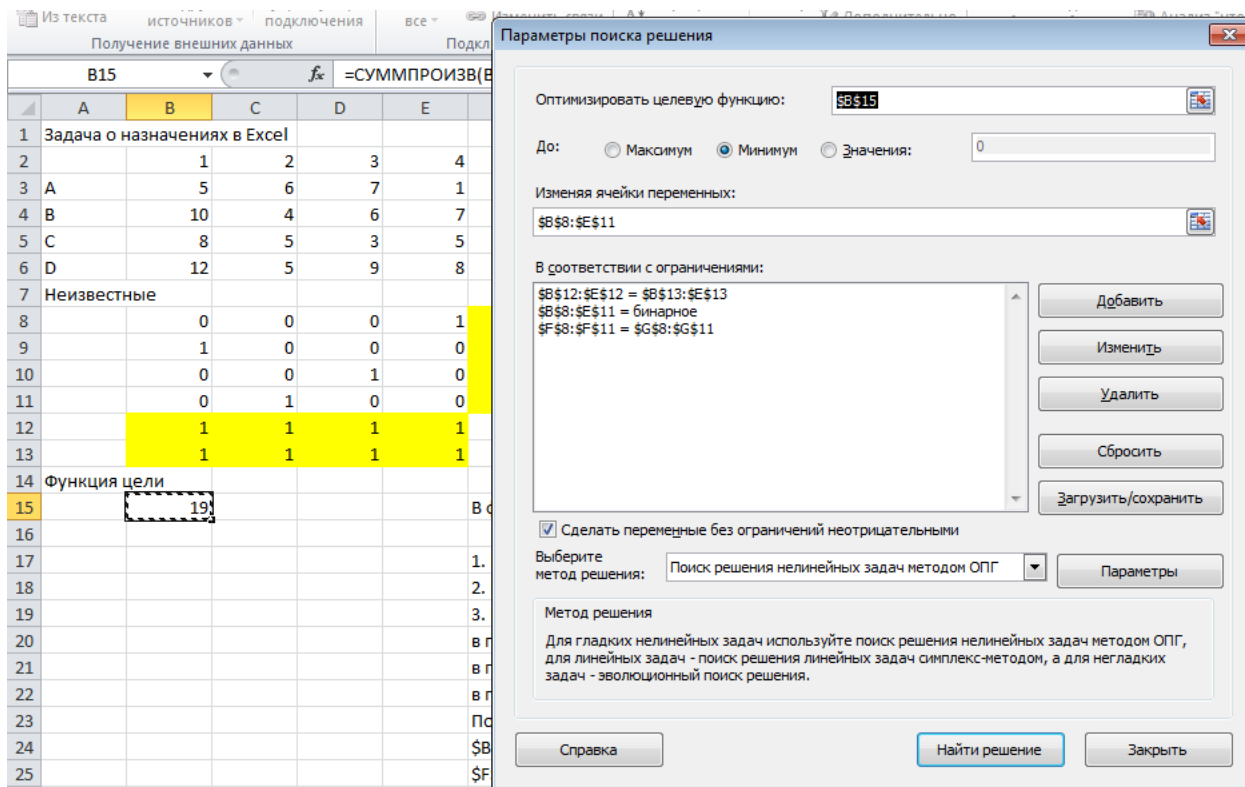 Из текста
источников
подключения
все
Получение внешних данных
B15
fx
=СУММПРОИЗВ(B
A B C D E
1 Задача о назначениях в Excel
2 1 2 3 4
3 A 5 6 7 1
4 B 10 4 6 7
5 C 8 5 3 5
6 D 12 5 9 8
7 Неизвестные
8 0 0 0 1
9 1 0 0 0
10 0 0 1 0
11 0 1 0 0
12 1 1 1 1
13 1 1 1 1
14 Функция цели
15 19
16
17 1.
18 2.
19 3.
20
21
22
23
24 $B
25 $F
Параметры поиска решения
Оптимизировать целевую функцию: $B$15
До: Максимум Минимум Значения: 0
Изменяя ячейки переменных:
$B$8:$E$11
В соответствии с ограничениями:
$B$12:$E$12 = $B$13:$E$13
$B$8:$E$11 = бинарное
$F$8:$F$11 = $G$8:$G$11
Добавить
Изменить
Удалить
Сбросить
Загрузить/сохранить
Сделать переменные без ограничений неотрицательными
Выберите
метод решения:
Поиск решения нелинейных задач методом ОПГ
Параметры
Метод решения
Для гладких нелинейных задач используйте поиск решения нелинейных задач методом ОПГ,
для линейных задач - поиск решения линейных задач симплекс-методом, а для негладких
задач - эволюционный поиск решения.
Справка
Найти решение
Закрыть